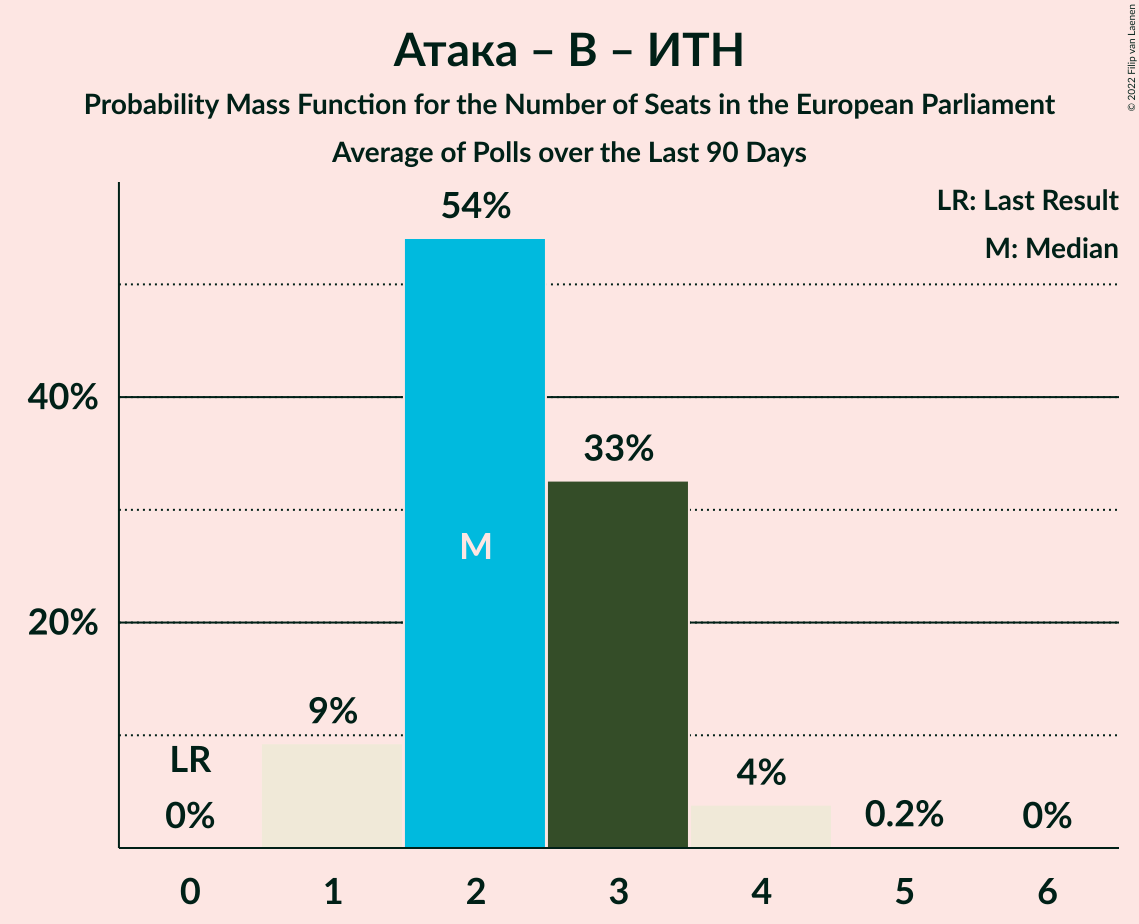 Атака – В – ИТН
Probability Mass Function for the Number of Seats in the European Parliament
Average of Polls over the Last 90 Days
© 2022 Filip van Laenen
LR: Last Result
M: Median
54%
40%
33%
M
20%
9%
LR
4%
0%
0.2%
0%
0 1 2 3 4 5 6